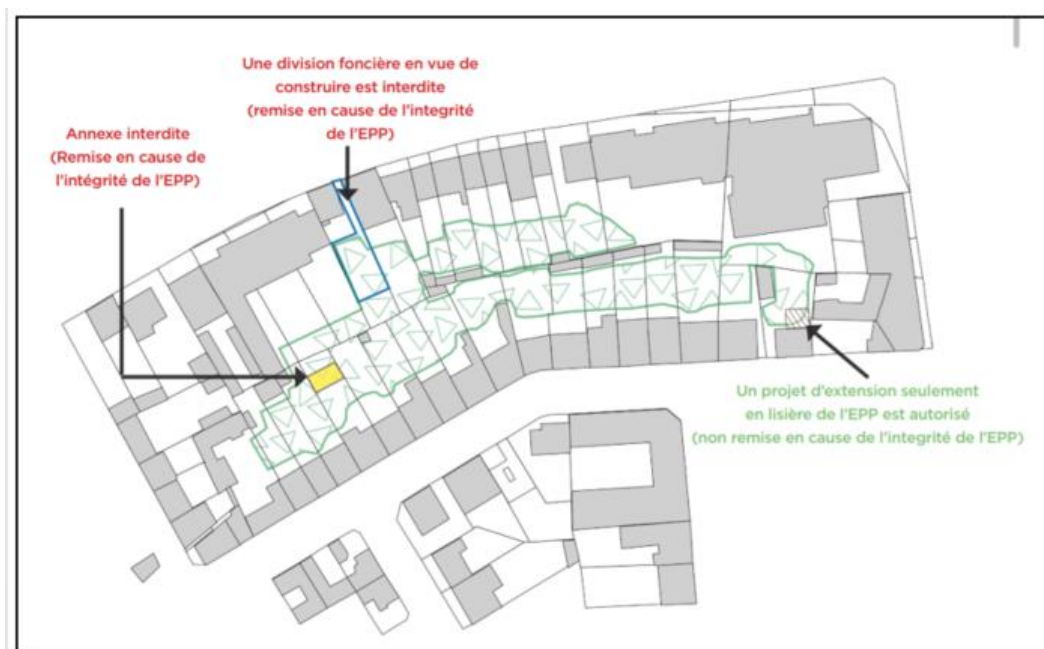 Une division foncière en vue de
construire est interdite
(remise en cause de l'integrité
de l'EPP)
Annexe interdite
(Remise en cause de
l'intégrité de l'EPP)
Un projet d'extension seulement
en lisière de l'EPP est autorisé
(non remise en cause de l'integrité de l'EPP)